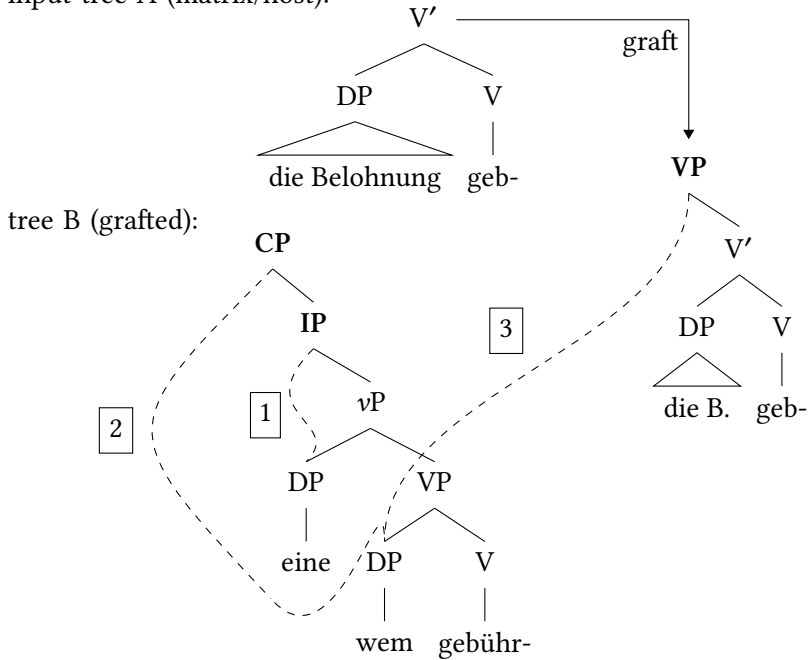 input tree A (matrix/host):
V′
graft
DP V
die Belohnung geb-
VP
tree B (grafted):
CP
V′
IP
3
DP V
2
1
vP
die B. geb-
DP VP
eine DP V
wem gebühr-